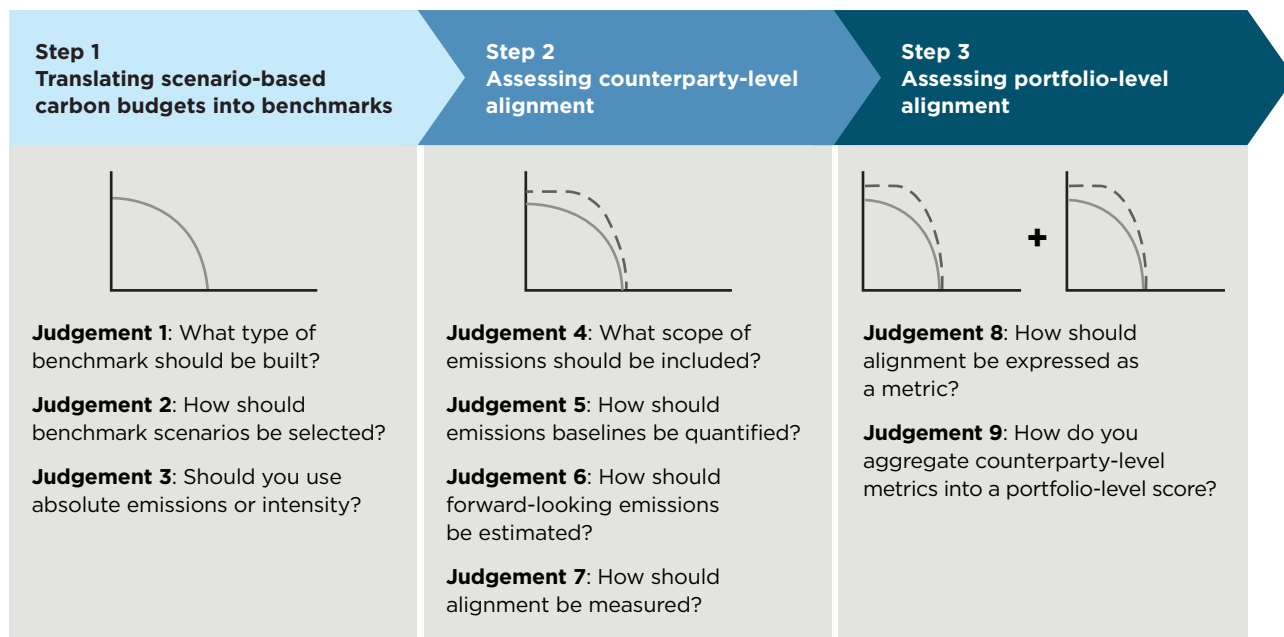 Step 1
Translating scenario-based
carbon budgets into benchmarks
Step 2
Assessing counterparty-level
alignment
Step 3
Assessing portfolio-level
alignment
+
Judgement 1: What type of
benchmark should be built?
Judgement 2: How should
benchmark scenarios be selected?
Judgement 3: Should you use
absolute emissions or intensity?
Judgement 4: What scope of
emissions should be included?
Judgement 5: How should
emissions baselines be quantified?
Judgement 6: How should
forward-looking emissions
be estimated?
Judgement 7: How should
alignment be measured?
Judgement 8: How should
alignment be expressed as
a metric?
Judgement 9: How do you
aggregate counterparty-level
metrics into a portfolio-level score?